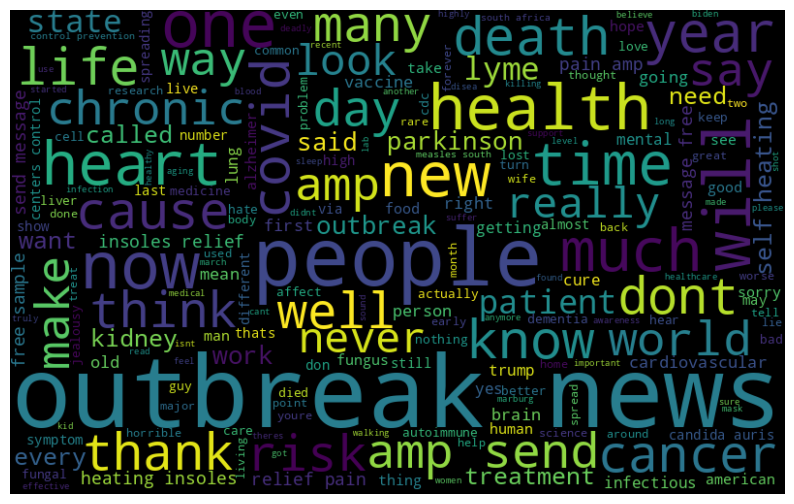 state
control prevention
spreading
one
many
look
common
recent
deadly
death
highly
south africa
believe
biden
hope
year
use
started
even
pain amp
forever
love
say
life
way
research
live
blood
covid
problem
vaccine
take
lyme
going
thought
another
disea
killing
rare
cdc
chronic
day
health
need
two
send message
centers control
cell
called
number
lung
alzheimer
said
high
lab
parkinson
lost
measles south
super
level
mental
keep
long
see
message free
will
self heating
heart
healthy
aging
last
medicine
sleep
amp
new
turn
wife
time
great
good
shot
liver
infection
done
hate
body
via
food
right
really
made
please
cause
didnt
suffer
show
want
insoles relief
used
first
outbreak
getting
almost
back
much
free sample
make
now
march
mean
different
people
month
found
cure
healthcare
worse
jealousy
treat
medical
affect
cant
sound
actually
patient
dont
sorry
may
tell
truly
think
thats
well
person
early
dementia
awareness
hear
lie
bad
kidney
man
isnt
never
nothing
anymore
know
world
old
read
feel
work
don
fungus
still
home
important
cardiovascular
outbreak news
guy
died
trump
yes
better
spread
brain
kid
major
point
youre
marburg
human
science
sure
mask
around
candida auris
symptom
horrible
theres
care
autoimmune
help
every
thank
living
got
risk
walking
amp
send
cancer
fungal
effective
heating insoles
relief pain
thing
women
treatment
infectious
american